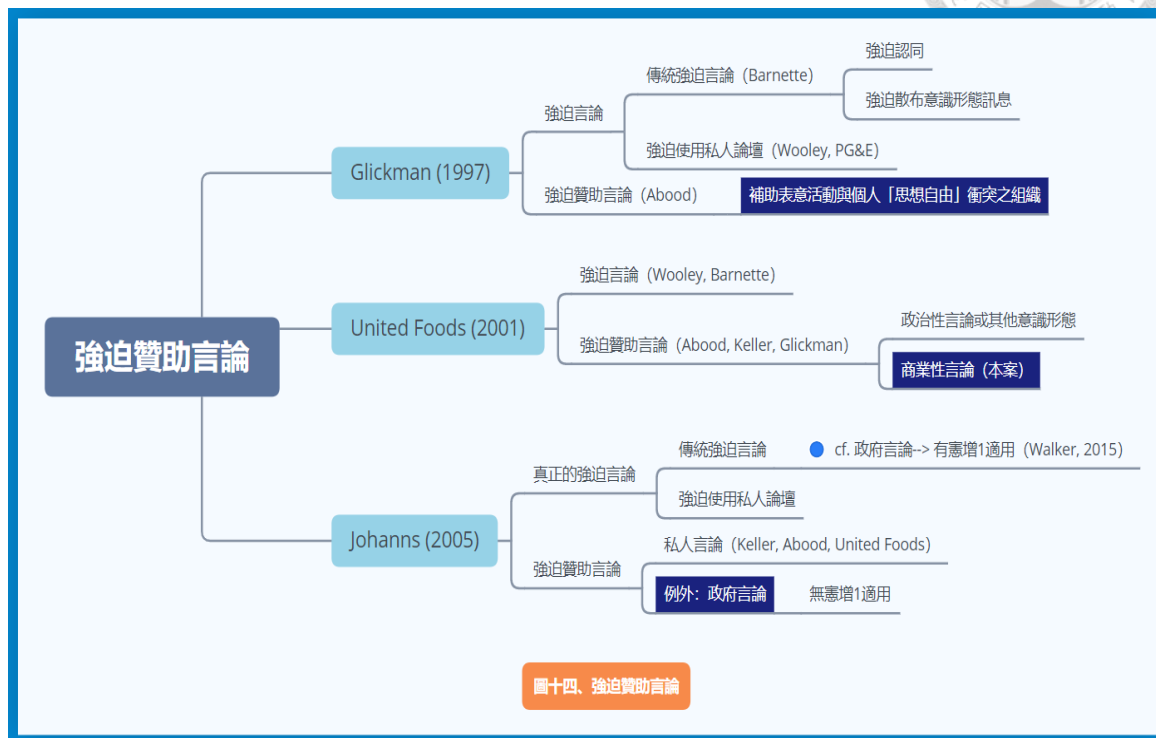 強迫贊助言論
Glickman (1997)
強迫言論
傳統強迫言論（Barnette）
強迫認同
強迫散布意識形態訊息
強迫使用私人論壇（Wooley, PG&E）
強迫贊助言論（Abood）
補助表意活動與個人「思想自由」衝突之組織
United Foods (2001)
強迫言論（Wooley, Barnette）
強迫贊助言論（Abood, Keller, Glickman）
政治性言論或其他意識形態
商業性言論（本案）
Johanns (2005)
真正的強迫言論
傳統強迫言論
cf. 政府言論--> 有憲增1適用（Walker, 2015）
強迫使用私人論壇
強迫贊助言論
私人言論（Keller, Abood, United Foods）
例外：政府言論
無憲增1適用
圖十四、強迫贊助言論